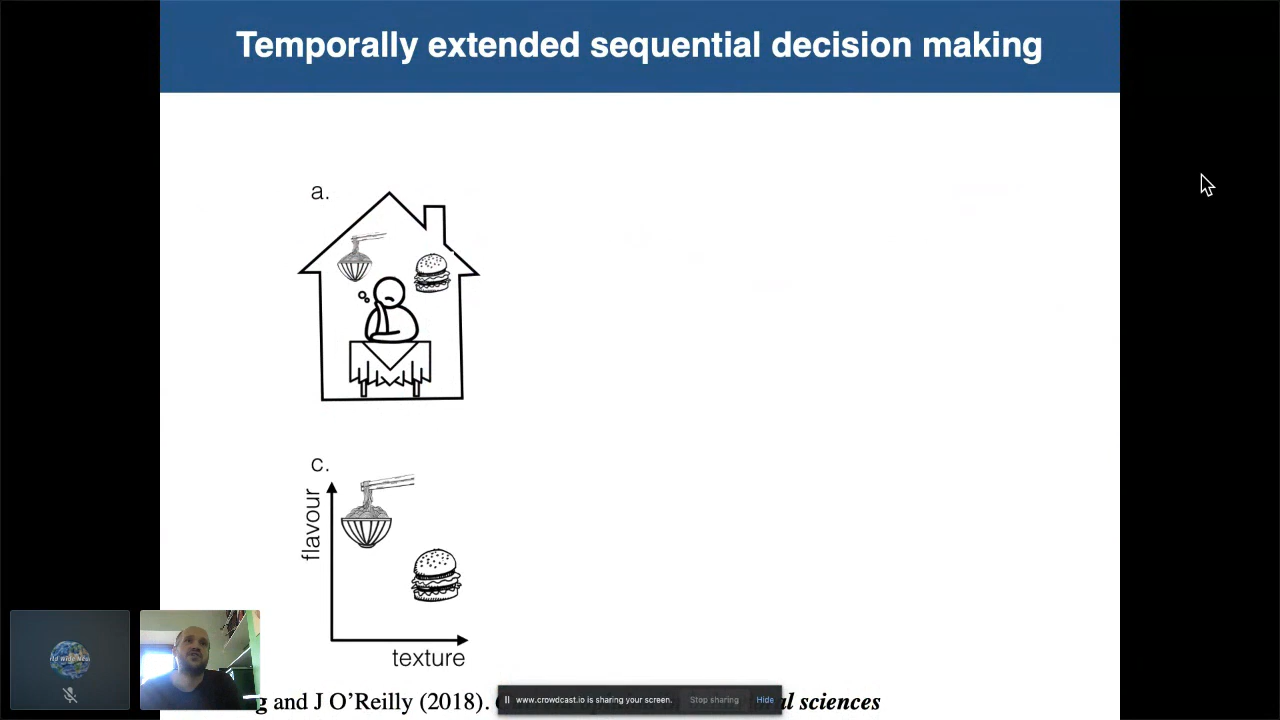 Temporally extended sequential decision making
a.
c.
flavour
texture
and J O'Reilly (2018).
al sciences
www.crowdcast.io is sharing your screen.
Stop sharing
Hide